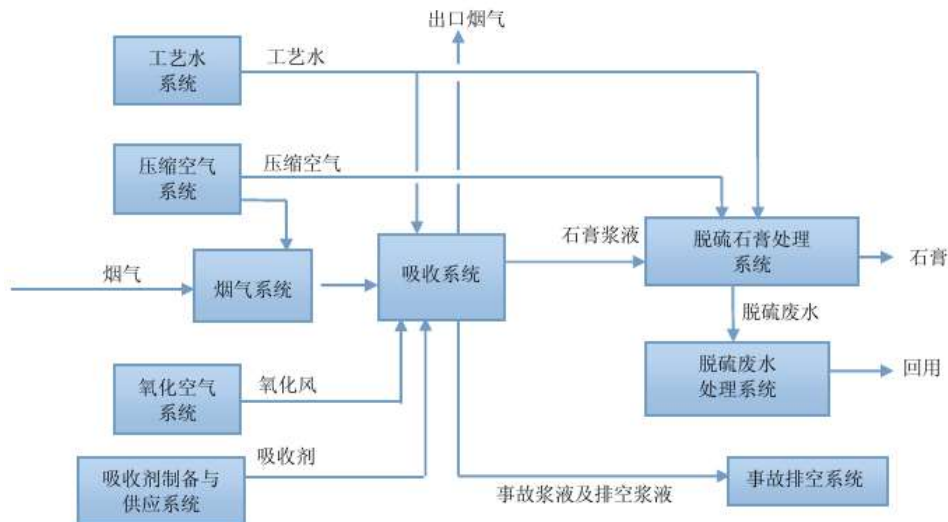 出口烟气
工艺水
系统
工艺水
压缩空气
系统
压缩空气
烟气
烟气系统
吸收系统
石膏浆液
脱硫石膏处理
系统
石膏
脱硫废水
脱硫废水
处理系统
回用
氧化空气
系统
氧化风
吸收剂制备与
供应系统
吸收剂
事故浆液及排空浆液
事故排空系统